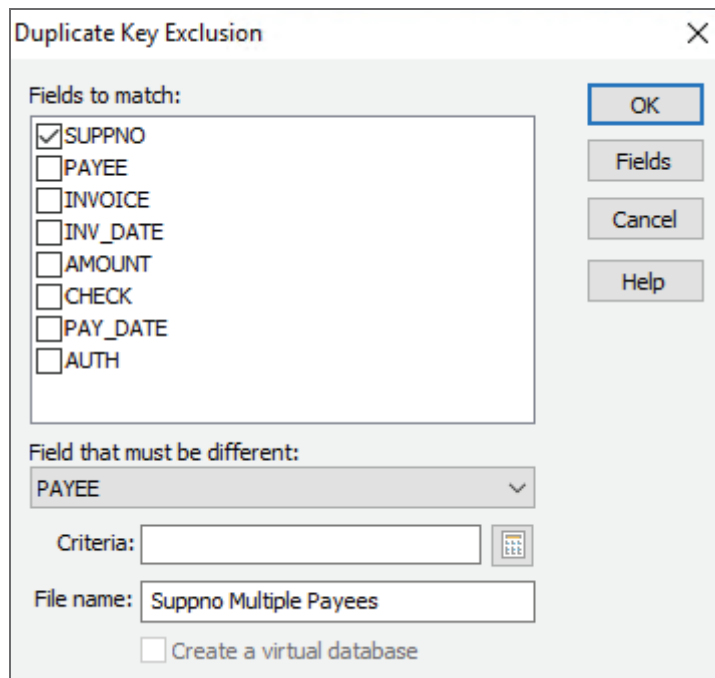 Duplicate Key Exclusion
Fields to match:
SUPPNO
PAYEE
INVOICE
INV_DATE
AMOUNT
CHECK
PAY_DATE
AUTH
OK
Fields
Cancel
Help
Field that must be different:
PAYEE
Criteria:
File name: Suppno Multiple Payees
Create a virtual database